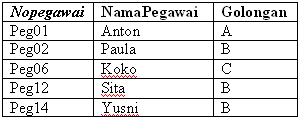 Nopegawai NamaPegawai Golongan
Peg01 Anton A
Peg02 Paula B
Peg06 Koko C
Peg12 Sita B
Peg14 Yusni B